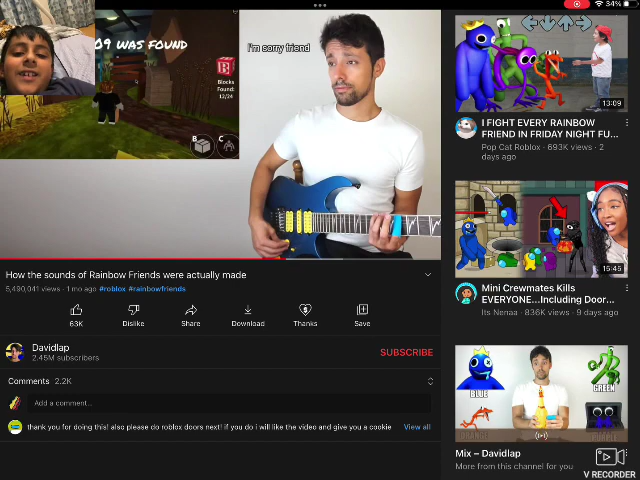 34%
09 WAS FOUND
I'm sorry friend
Blocks
Found:
12/24
B
C
13:09
I FIGHT EVERY RAINBOW
FRIEND IN FRIDAY NIGHT FU...
Pop Cat Roblox • 693K views • 2
days ago
15:45
Mini Crewmates Kills
EVERYONE...Including Door...
Its Nenaa • 836K views • 9 days ago
How the sounds of Rainbow Friends were actually made
5,490,041 views • 1 mo ago #roblox #rainbowfriends
63K
Dislike
Share
Download
Thanks
Save
Davidlap
2.45M subscribers
SUBSCRIBE
Comments 2.2K
Add a comment...
thank you for doing this! also please do roblox doors next! if you do i will like the video and give you a cookie
View all
BLUE
GREEN
ORANGE
Mix – Davidlap
More from this channel for you
V RECORDER